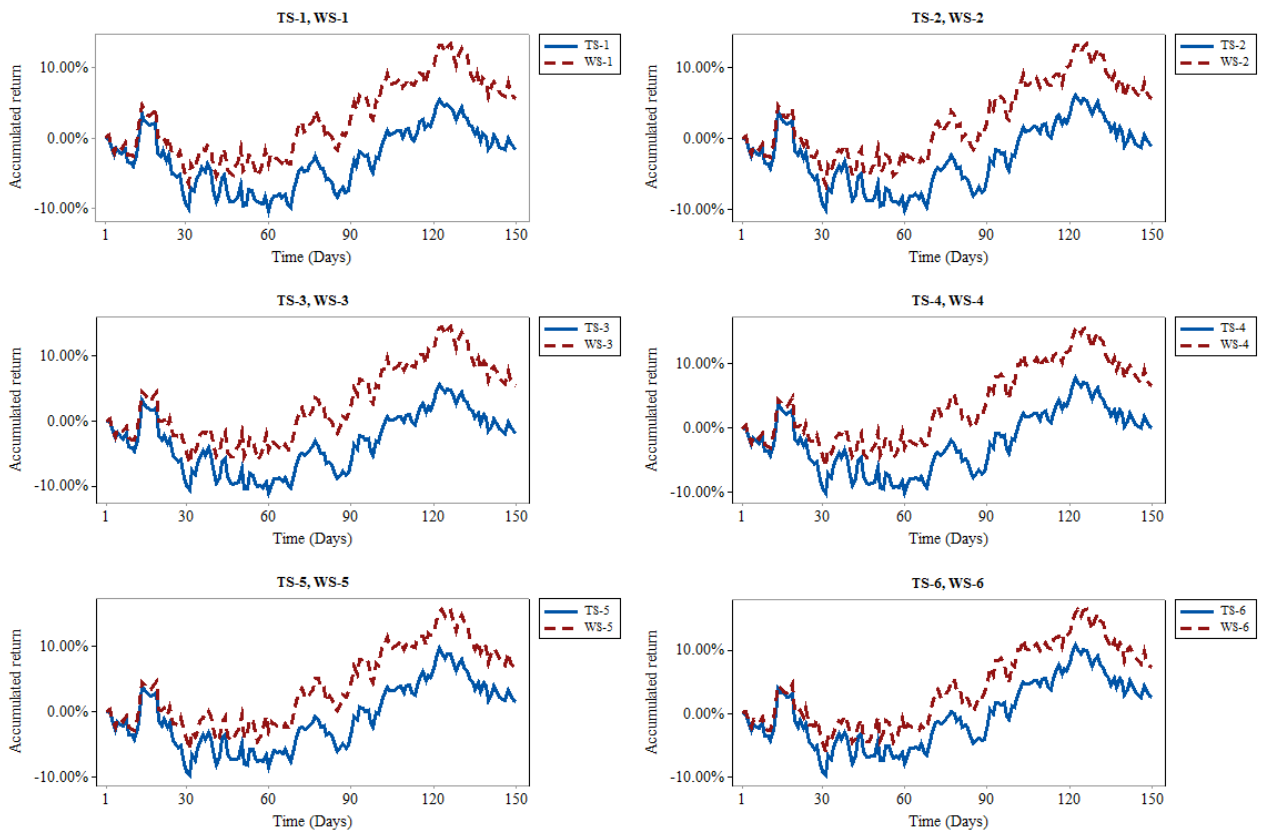 TS-1, WS-1
Accumulated return
10.00%
0.00%
-10.00%
1 30 60 90 120 150
Time (Days)
TS-1
WS-1
TS-2, WS-2
Accumulated return
10.00%
0.00%
-10.00%
1 30 60 90 120 150
Time (Days)
TS-2
WS-2
TS-3, WS-3
Accumulated return
10.00%
0.00%
-10.00%
1 30 60 90 120 150
Time (Days)
TS-3
WS-3
TS-4, WS-4
Accumulated return
10.00%
0.00%
-10.00%
1 30 60 90 120 150
Time (Days)
TS-4
WS-4
TS-5, WS-5
Accumulated return
10.00%
0.00%
-10.00%
1 30 60 90 120 150
Time (Days)
TS-5
WS-5
TS-6, WS-6
Accumulated return
10.00%
0.00%
-10.00%
1 30 60 90 120 150
Time (Days)
TS-6
WS-6